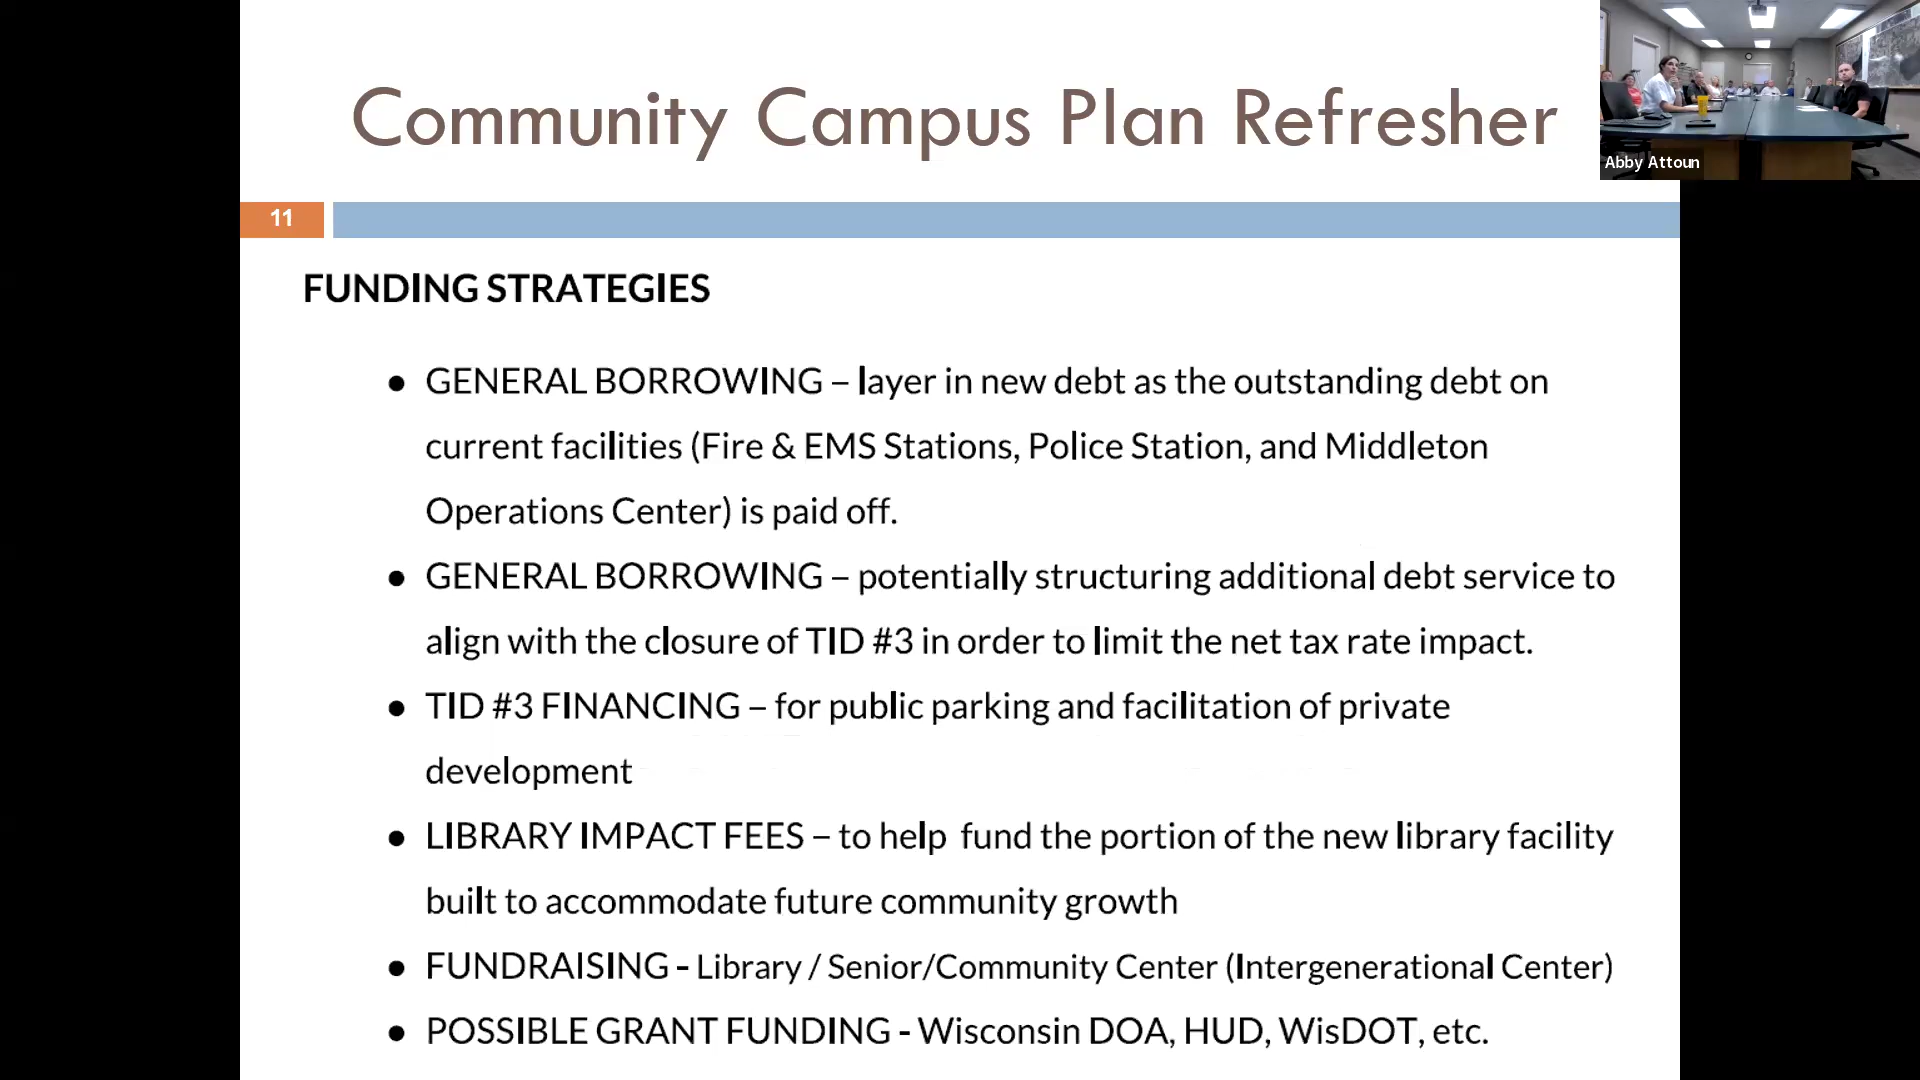 Community Campus Plan Refresher
Abby Attoun
11
FUNDING STRATEGIES
● GENERAL BORROWING – layer in new debt as the outstanding debt on
current facilities (Fire & EMS Stations, Police Station, and Middleton
Operations Center) is paid off.
● GENERAL BORROWING – potentially structuring additional debt service to
align with the closure of TID #3 in order to limit the net tax rate impact.
● TID #3 FINANCING – for public parking and facilitation of private
development
● LIBRARY IMPACT FEES – to help fund the portion of the new library facility
built to accommodate future community growth
● FUNDRAISING - Library / Senior/Community Center (Intergenerational Center)
● POSSIBLE GRANT FUNDING - Wisconsin DOA, HUD, WisDOT, etc.